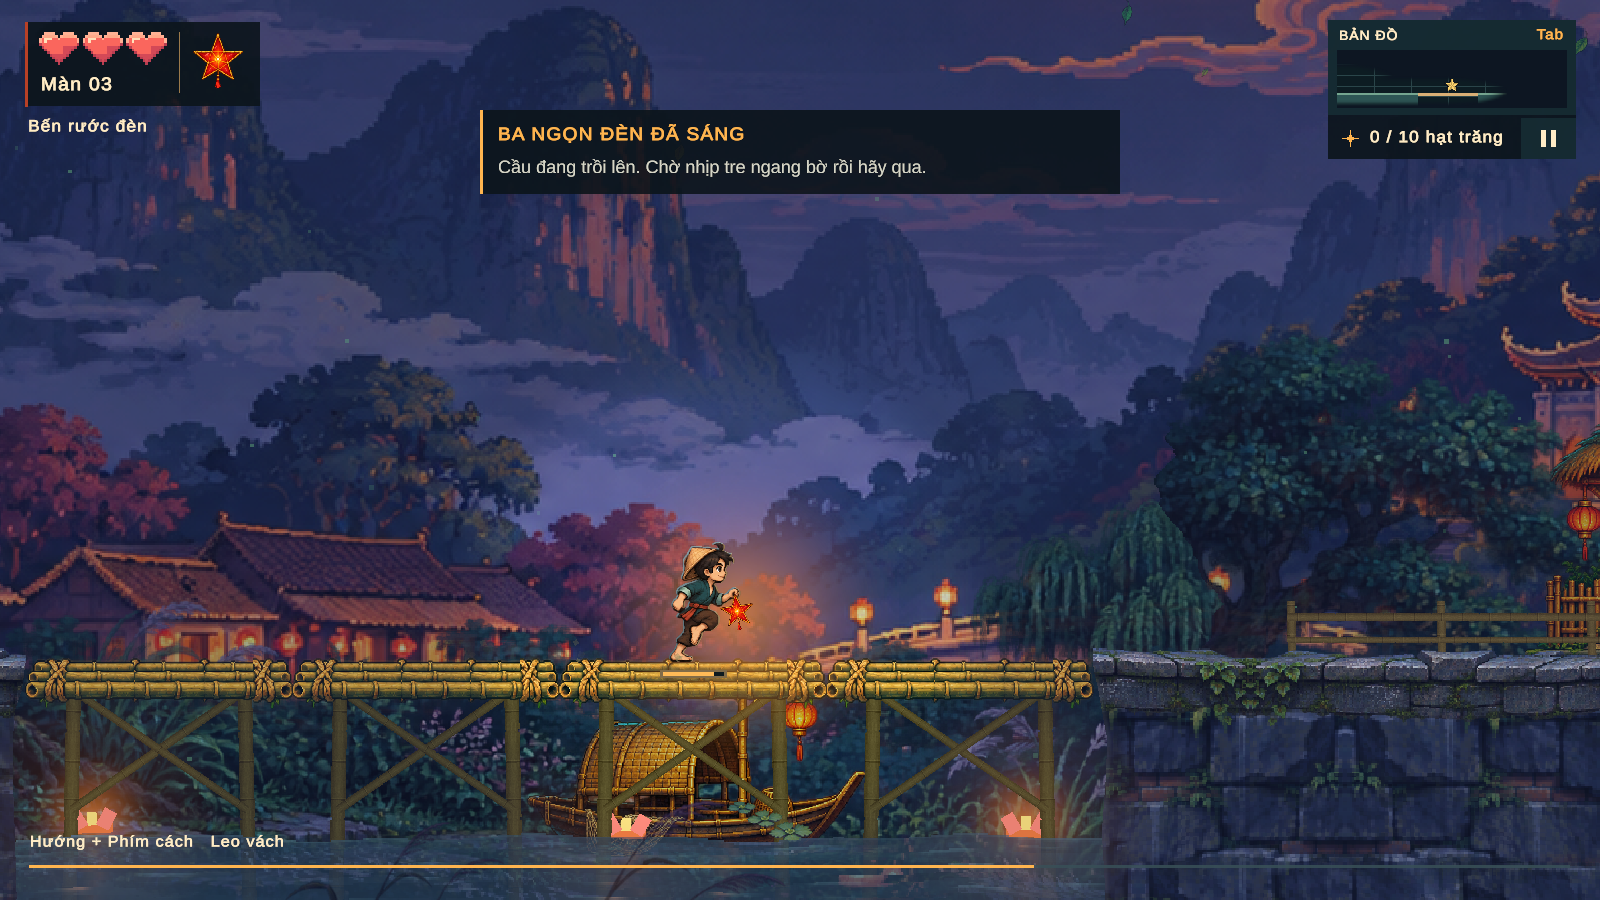 Màn 03
Bến rước đèn
BA NGỌN ĐÈN ĐÃ SÁNG
Cầu đang trồi lên. Chờ nhịp tre ngang bờ rồi hãy qua.
BẢN ĐỒ Tab
0 / 10 hạt trăng
Hướng + Phím cách Leo vách